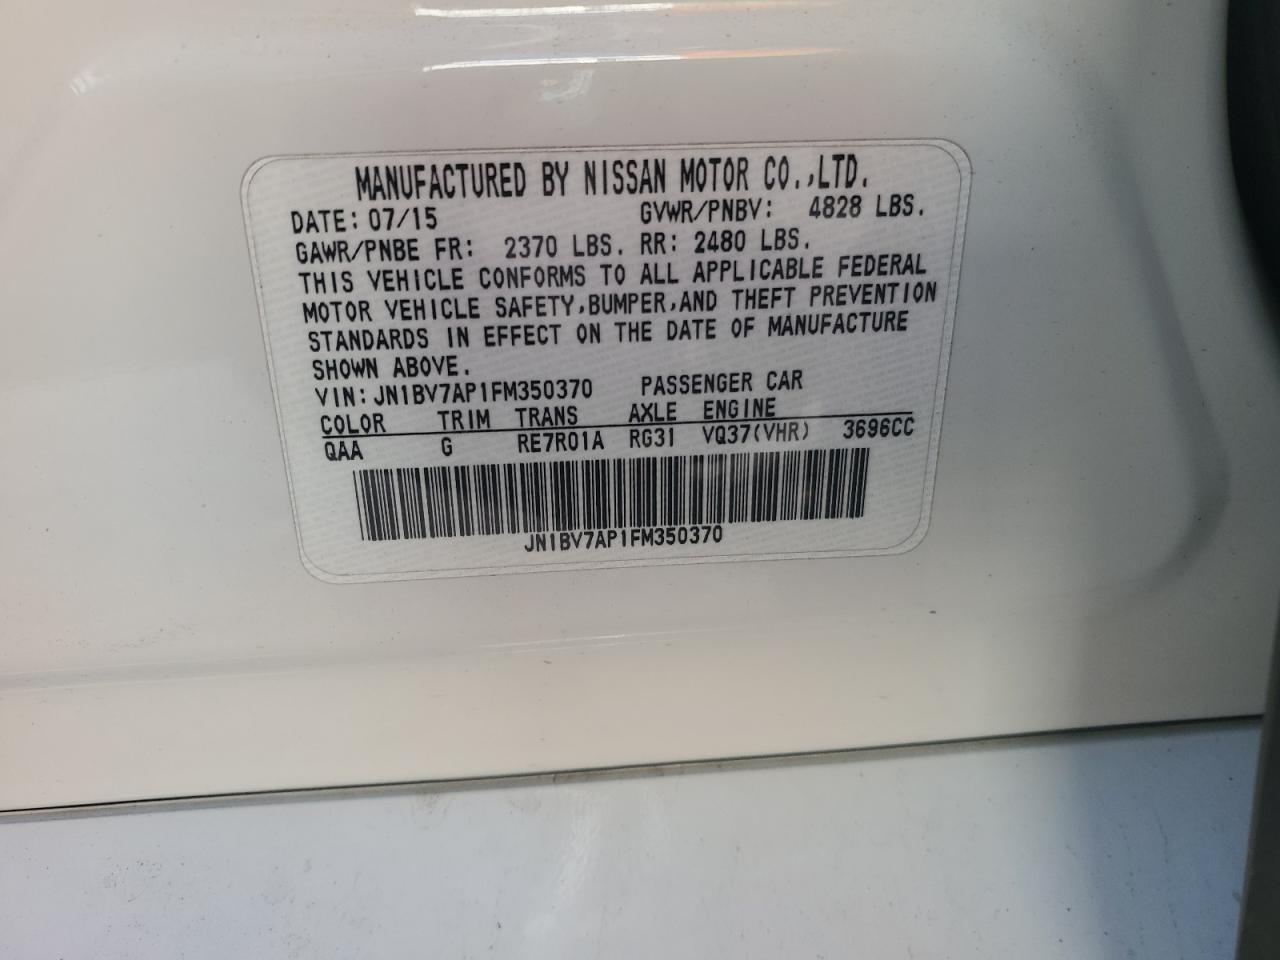 MANUFACTURED BY NISSAN MOTOR CO.,LTD.
DATE: 07/15 GVWR/PNBV: 4828 LBS.
GAWR/PNBE FR: 2370 LBS. RR: 2480 LBS.
THIS VEHICLE CONFORMS TO ALL APPLICABLE FEDERAL
MOTOR VEHICLE SAFETY,BUMPER,AND THEFT PREVENTION
STANDARDS IN EFFECT ON THE DATE OF MANUFACTURE
SHOWN ABOVE.
VIN: JN1BV7AP1FM350370 PASSENGER CAR
COLOR TRIM TRANS AXLE ENGINE
QAA G RE7R01A RG31 VQ37(VHR) 3696CC
JN1BV7AP1FM350370